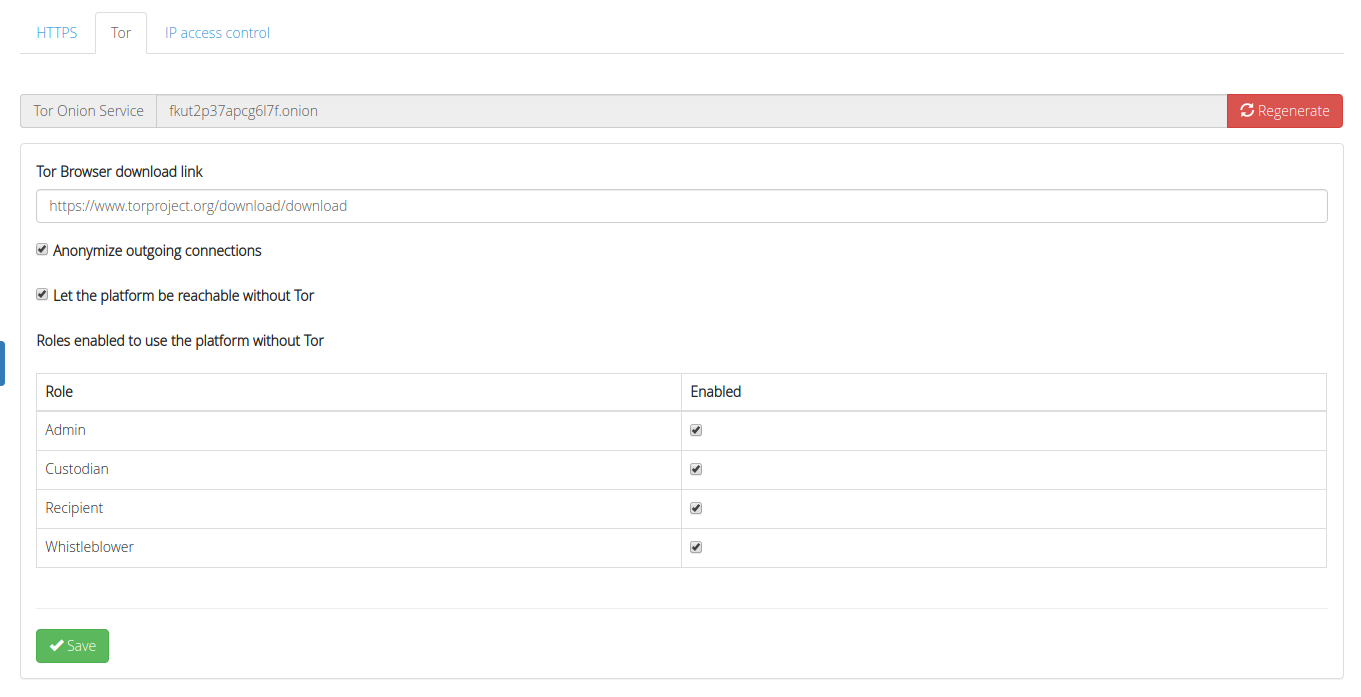 HTTPS Tor IP access control
Tor Onion Service fkut2p37apcg6l7f.onion Regenerate
Tor Browser download link
https://www.torproject.org/download/download
Anonymize outgoing connections
Let the platform be reachable without Tor
Roles enabled to use the platform without Tor
Role Enabled
Admin
Custodian
Recipient
Whistleblower
Save